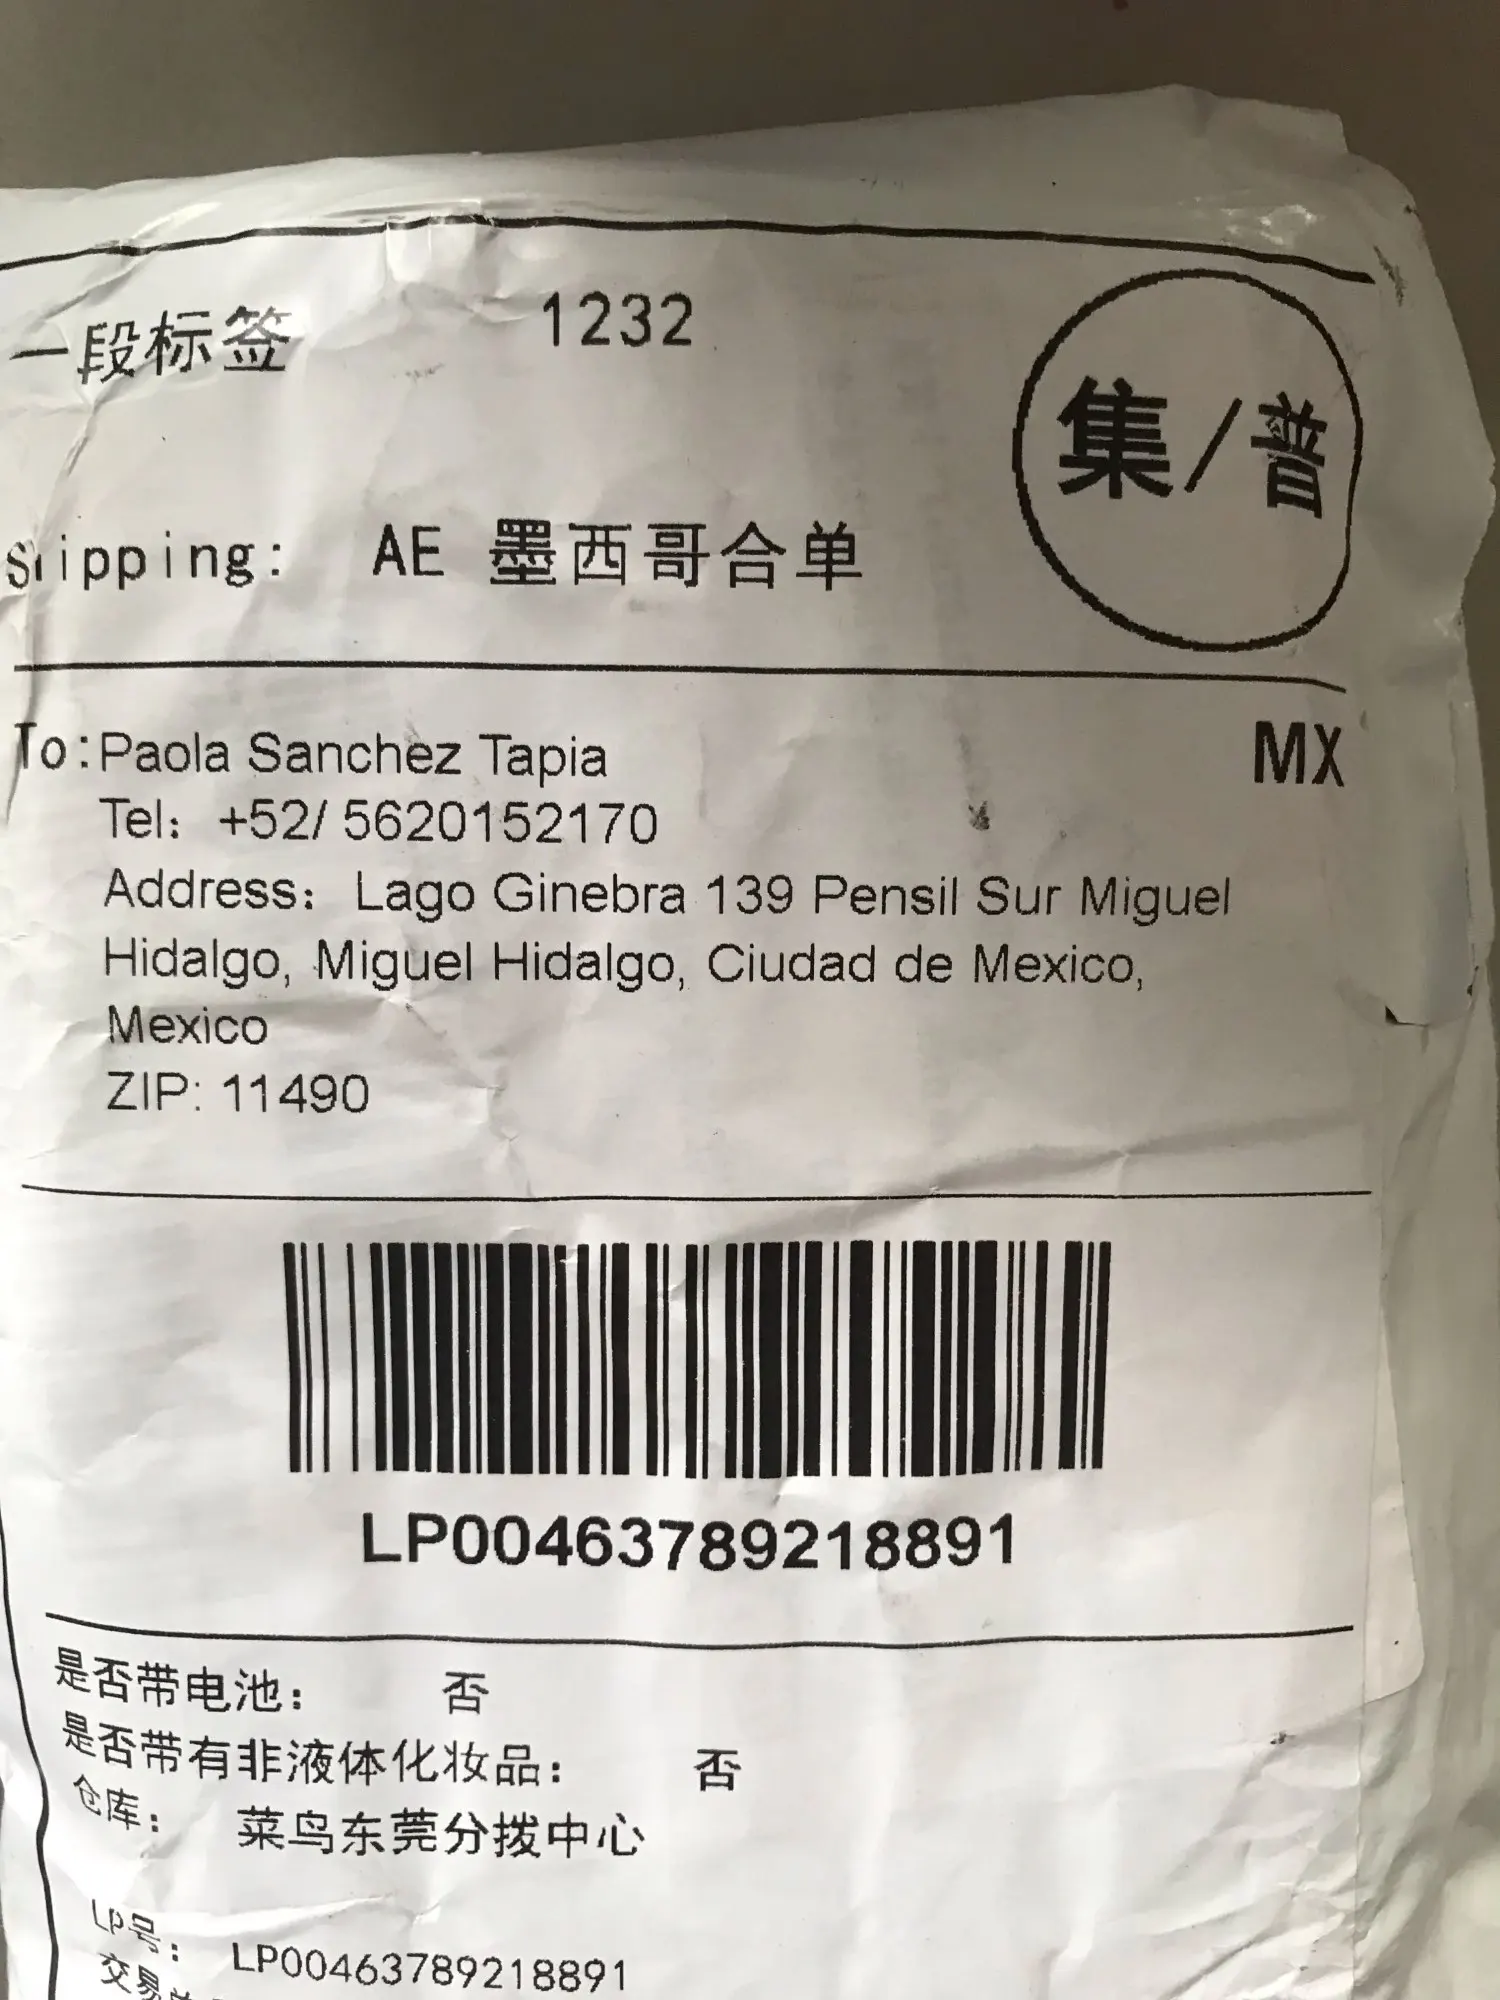 一段标签 1232
集/普
Shipping: AE 墨西哥合单
To: Paola Sanchez Tapia MX
Tel: +52/ 5620152170
Address: Lago Ginebra 139 Pensil Sur Miguel
Hidalgo, Miguel Hidalgo, Ciudad de Mexico,
Mexico
ZIP: 11490
LP00463789218891
是否带电池: 否
是否带有非液体化妆品: 否
仓库: 菜鸟东莞分拨中心
LP号: LP00463789218891
交易